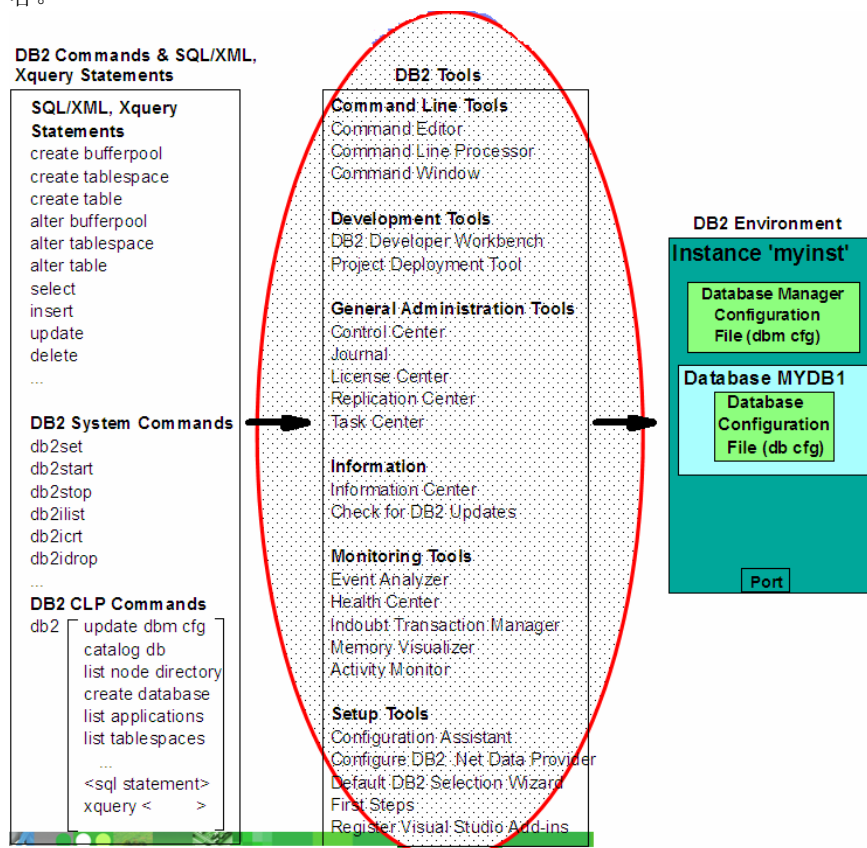 DB2 Commands & SQL/XML,
Xquery Statements
SQL/XML, Xquery
Statements
create bufferpool
create tablespace
create table
alter bufferpool
alter tablespace
alter table
select
insert
update
delete
...
DB2 System Commands
db2set
db2start
db2stop
db2ilist
db2icrt
db2idrop
...
DB2 CLP Commands
db2 update dbm cfg
catalog db
list node directory
create database
list applications
list tablespaces
...
<sql statement>
xquery < >
DB2 Tools
Command Line Tools
Command Editor
Command Line Processor
Command Window
Development Tools
DB2 Developer Workbench
Project Deployment Tool
General Administration Tools
Control Center
Journal
License Center
Replication Center
Task Center
Information
Information Center
Check for DB2 Updates
Monitoring Tools
Event Analyzer
Health Center
Indoubt Transaction Manager
Memory Visualizer
Activity Monitor
Setup Tools
Configuration Assistant
Configure DB2 .Net Data Provider
Default DB2 Selection Wizard
First Steps
Register Visual Studio Add-ins
DB2 Environment
Instance 'myinst'
Database Manager
Configuration
File (dbm cfg)
Database MYDB1
Database
Configuration
File (db cfg)
Port